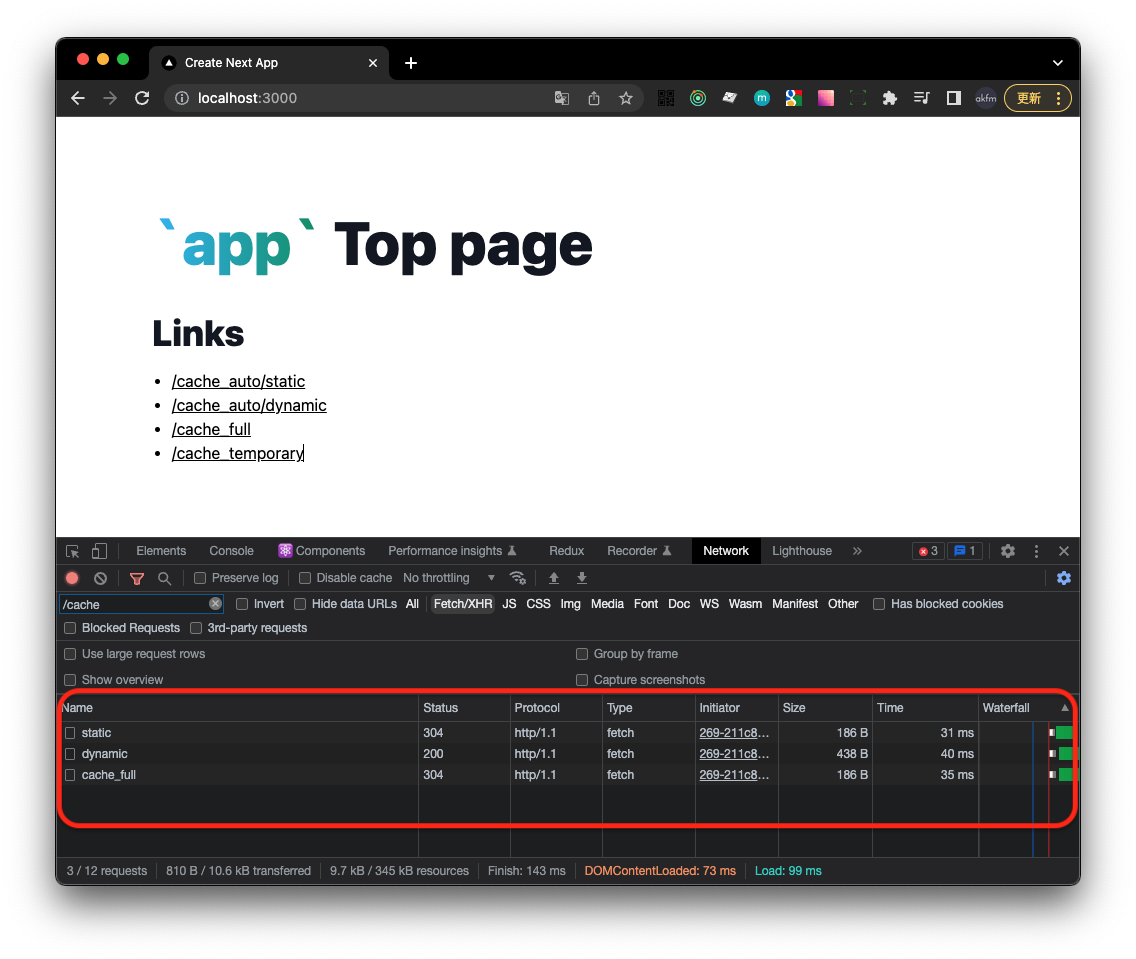 Create Next App
localhost:3000
m
akfm
更新
`app` Top page
Links
/cache_auto/static
/cache_auto/dynamic
/cache_full
/cache_temporary
Elements Console Components Performance insights Redux Recorder Network Lighthouse » 3 1
Preserve log Disable cache No throttling
/cache Invert Hide data URLs All Fetch/XHR JS CSS Img Media Font Doc WS Wasm Manifest Other Has blocked cookies
Blocked Requests 3rd-party requests
Use large request rows Group by frame
Show overview Capture screenshots
Name Status Protocol Type Initiator Size Time Waterfall
static 304 http/1.1 fetch 269-211c8... 186 B 31 ms
dynamic 200 http/1.1 fetch 269-211c8... 438 B 40 ms
cache_full 304 http/1.1 fetch 269-211c8... 186 B 35 ms
3 / 12 requests 810 B / 10.6 kB transferred 9.7 kB / 345 kB resources Finish: 143 ms DOMContentLoaded: 73 ms Load: 99 ms